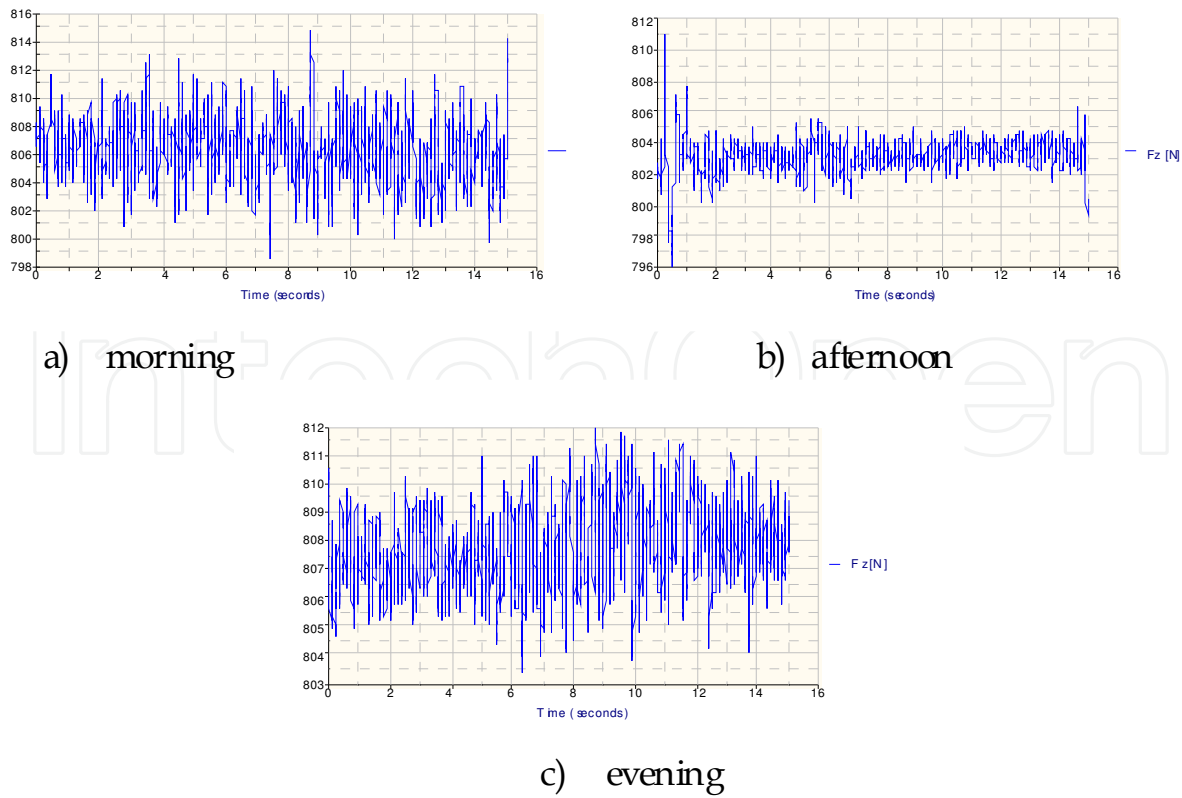 816
814
812
810
808
806
804
802
800
798
0 2 4 6 8 10 12 14 16
Time (seconds)
812
810
808
806
804
802
800
798
796
0 2 4 6 8 10 12 14 16
Time (seconds)
Fz [N]
a) morning
b) afternoon
IntechOpen
812
811
810
809
808
807
806
805
804
803
0 2 4 6 8 10 12 14 16
Time (seconds)
Fz[N]
c) evening